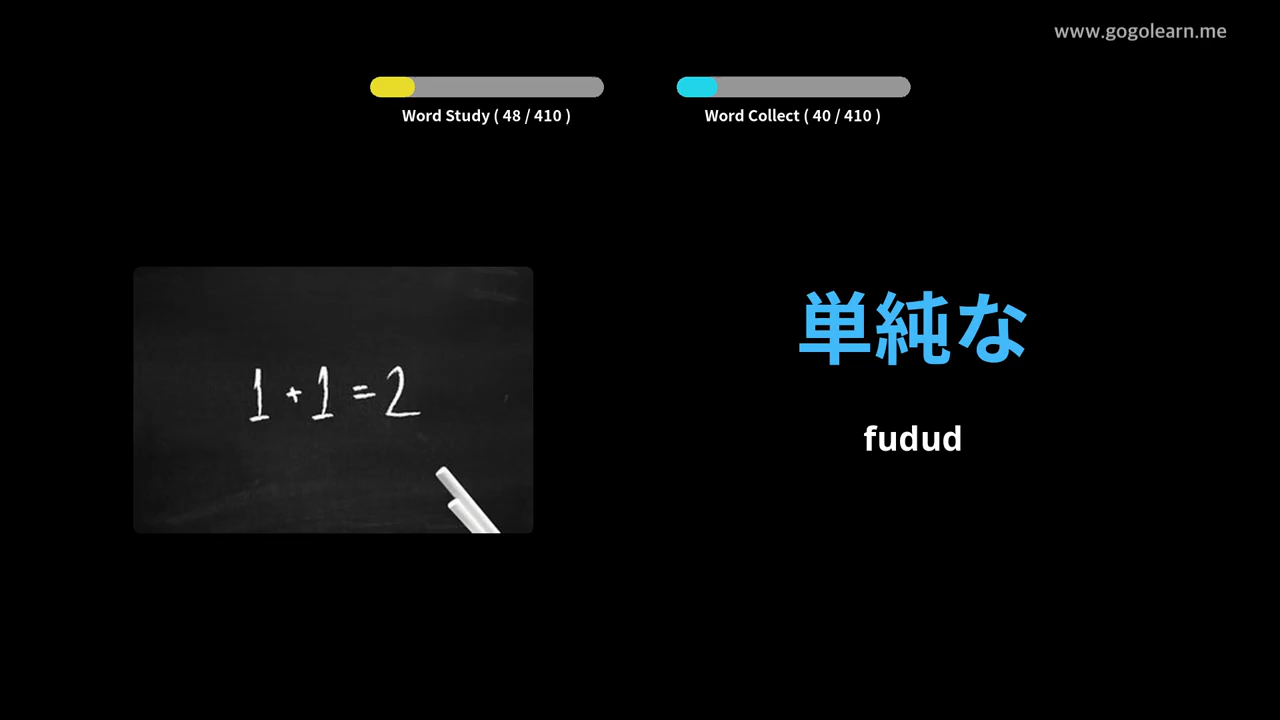 www.gogolearn.me
Word Study ( 48 / 410 )
Word Collect ( 40 / 410 )
1 + 1 = 2
単純な
fudud